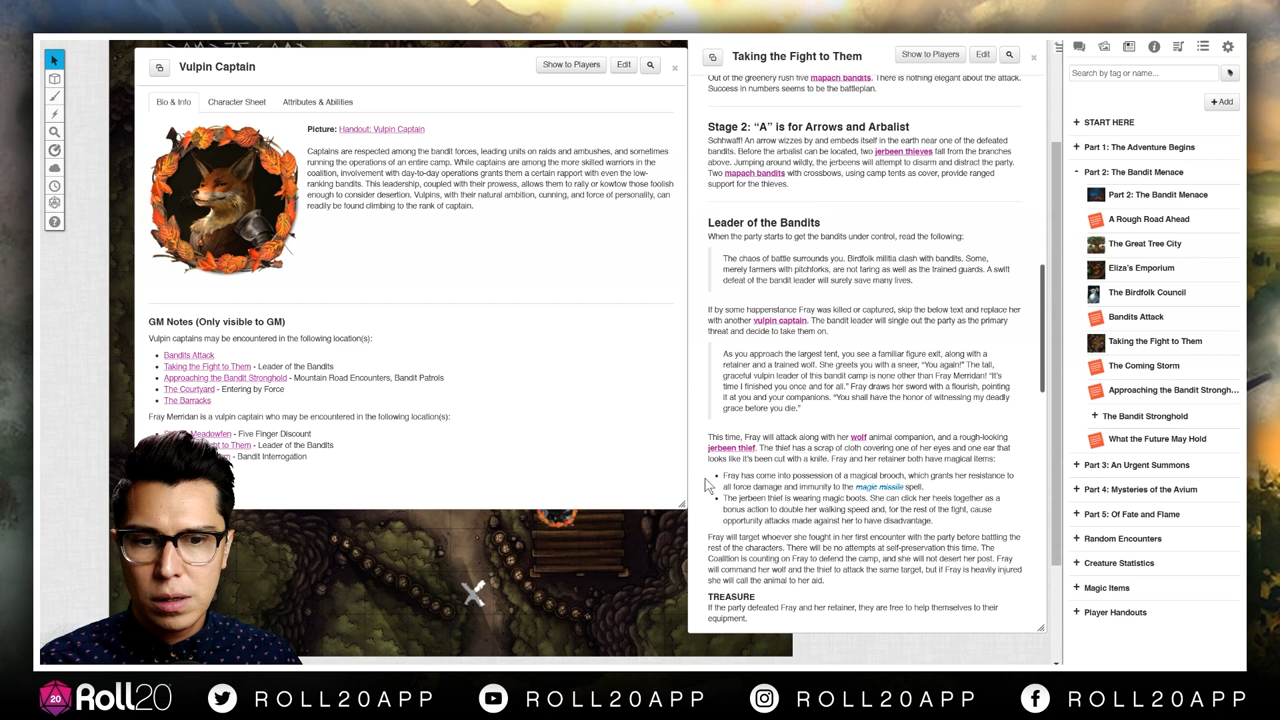 Vulpin Captain
Show to Players
Edit
Bio & Info
Character Sheet
Attributes & Abilities
Picture: Handout: Vulpin Captain
Captains are respected among the bandit forces, leading units on raids and ambushes, and sometimes
running the operations of an entire camp. While captains are among the more skilled warriors in the
coalition, involvement with day-to-day operations grants them a certain rapport with even the low-
ranking bandits. This leadership, coupled with their prowess, allows them to rally or kowtow those foolish
enough to consider desertion. Vulpins, with their natural ambition, cunning, and force of personality, can
readily be found climbing to the rank of captain.
GM Notes (Only visible to GM)
Vulpin captains may be encountered in the following location(s):
• Bandits Attack
• Taking the Fight to Them - Leader of the Bandits
• Approaching the Bandit Stronghold - Mountain Road Encounters, Bandit Patrols
• The Courtyard - Entering by Force
• The Barracks
Fray Merridan is a vulpin captain who may be encountered in the following location(s):
Meadowfen - Five Finger Discount
to Them - Leader of the Bandits
- Bandit Interrogation
Taking the Fight to Them
Show to Players
Edit
Out of the greenery rush five mapach bandits. There is nothing elegant about the attack.
Success in numbers seems to be the battleplan.
Stage 2: “A” is for Arrows and Arbalist
Schhwaff! An arrow wizzes by and embeds itself in the earth near one of the defeated
bandits. Before the arbalist can be located, two jerbeen thieves fall from the branches
above. Jumping around wildly, the jerbeens will attempt to disarm and distract the party.
Two mapach bandits with crossbows, using camp tents as cover, provide ranged
support for the thieves.
Leader of the Bandits
When the party starts to get the bandits under control, read the following:
The chaos of battle surrounds you. Birdfolk militia clash with bandits. Some,
merely farmers with pitchforks, are not faring as well as the trained guards. A swift
defeat of the bandit leader will surely save many lives.
If by some happenstance Fray was killed or captured, skip the below text and replace her
with another vulpin captain. The bandit leader will single out the party as the primary
threat and decide to take them on.
As you approach the largest tent, you see a familiar figure exit, along with a
retainer and a trained wolf. She greets you with a sneer, “You again!” The tall,
graceful vulpin leader of this bandit camp is none other than Fray Merridan! “It’s
time I finished you once and for all.” Fray draws her sword with a flourish, pointing
it at you and your companions. “You shall have the honor of witnessing my deadly
grace before you die.”
This time, Fray will attack along with her wolf animal companion, and a rough-looking
jerbeen thief. The thief has a scrap of cloth covering one of her eyes and one ear that
looks like it’s been cut with a knife. Fray and her retainer both have magical items:
• Fray has come into possession of a magical brooch, which grants her resistance to
all force damage and immunity to the magic missile spell.
• The jerbeen thief is wearing magic boots. She can click her heels together as a
bonus action to double her walking speed and, for the rest of the fight, cause
opportunity attacks made against her to have disadvantage.
Fray will target whoever she fought in her first encounter with the party before battling the
rest of the characters. There will be no attempts at self-preservation this time. The
Coalition is counting on Fray to defend the camp, and she will not desert her post. Fray
will command her wolf and the thief to attack the same target, but if Fray is heavily injured
she will call the animal to her aid.
TREASURE
If the party defeated Fray and her retainer, they are free to help themselves to their
equipment.
Search by tag or name...
+ Add
+ START HERE
+ Part 1: The Adventure Begins
- Part 2: The Bandit Menace
Part 2: The Bandit Menace
A Rough Road Ahead
The Great Tree City
Eliza's Emporium
The Birdfolk Council
Bandits Attack
Taking the Fight to Them
The Coming Storm
Approaching the Bandit Strongh...
+ The Bandit Stronghold
What the Future May Hold
+ Part 3: An Urgent Summons
+ Part 4: Mysteries of the Avium
+ Part 5: Of Fate and Flame
+ Random Encounters
+ Creature Statistics
+ Magic Items
+ Player Handouts
20
Roll20
ROLL20APP
ROLL20APP
ROLL20APP
ROLL20APP